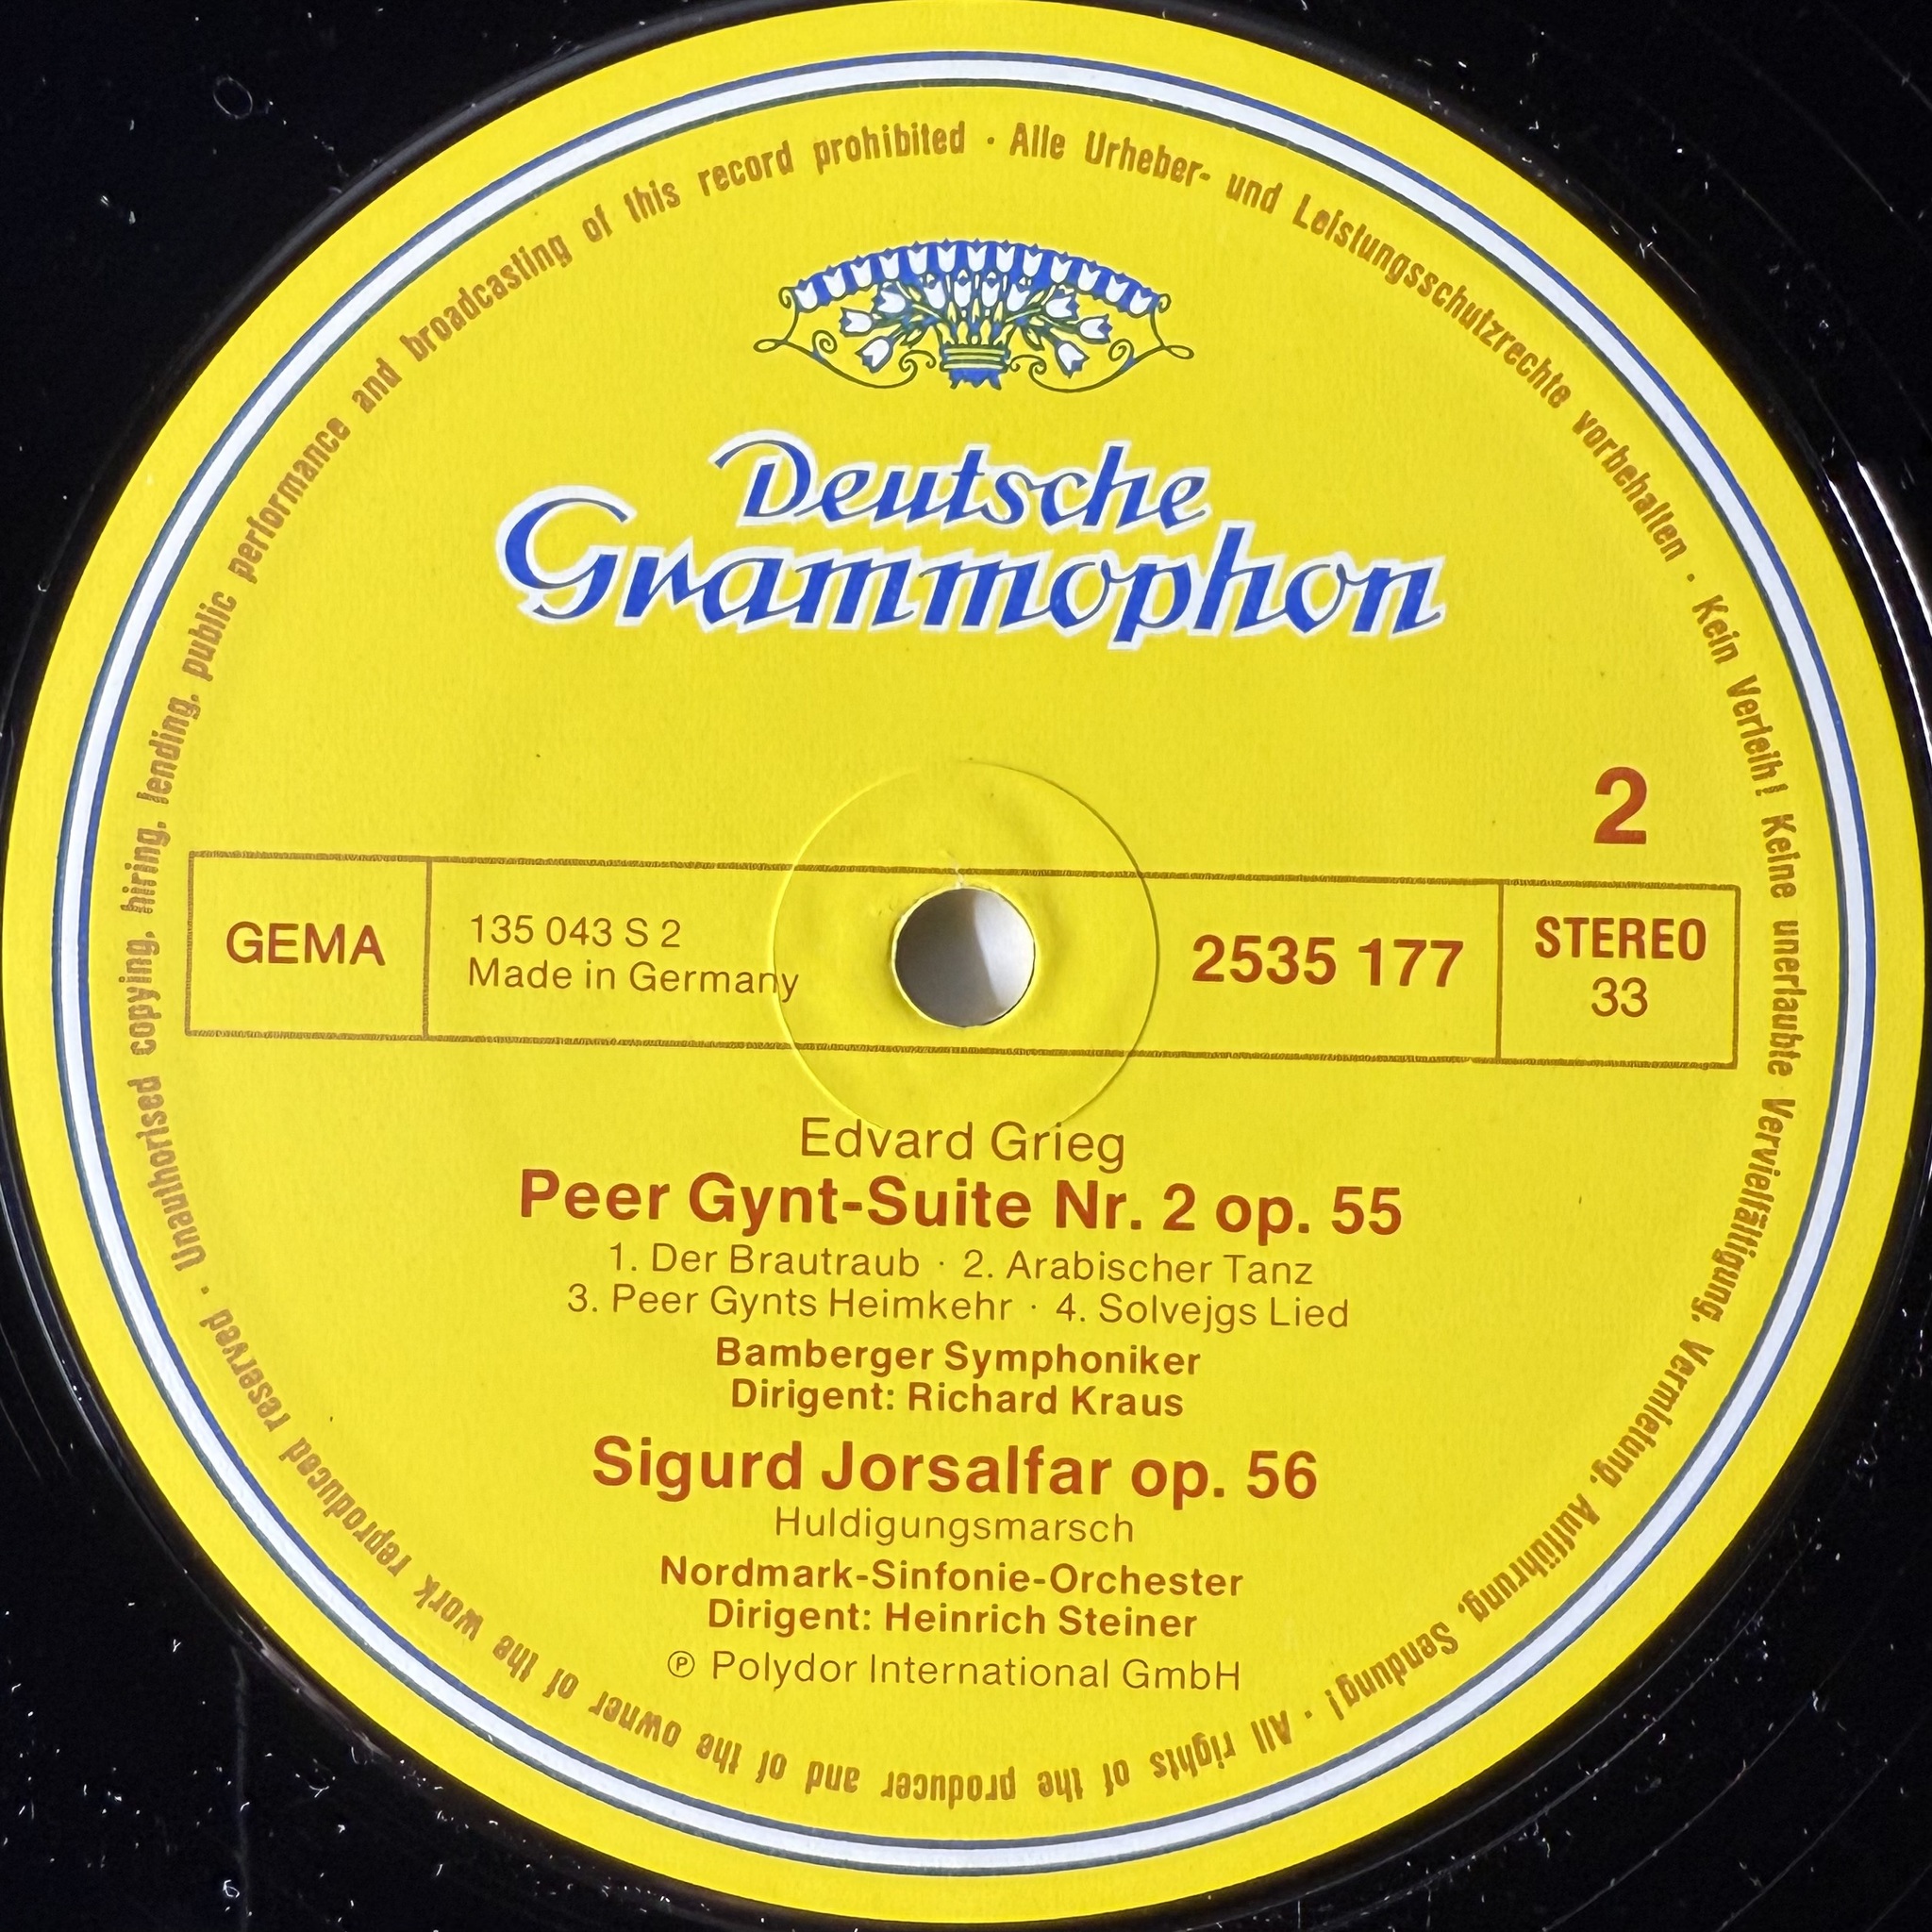 Deutsche
Grammophon
2
GEMA
135 043 S 2
Made in Germany
2535 177
STEREO
33
Edvard Grieg
Peer Gynt-Suite Nr. 2 op. 55
1. Der Brautraub · 2. Arabischer Tanz
3. Peer Gynts Heimkehr · 4. Solvejgs Lied
Bamberger Symphoniker
Dirigent: Richard Kraus
Sigurd Jorsalfar op. 56
Huldigungsmarsch
Nordmark-Sinfonie-Orchester
Dirigent: Heinrich Steiner
℗ Polydor International GmbH
Alle Urheber- und Leistungsschutzrechte vorbehalten · Kein Verleih! Keine unerlaubte Vervielfältigung, Vermietung, Aufführung, Sendung! · All rights of the producer and of the owner of the work reproduced reserved · Unauthorised copying, hiring, lending, public performance and broadcasting of this record prohibited ·